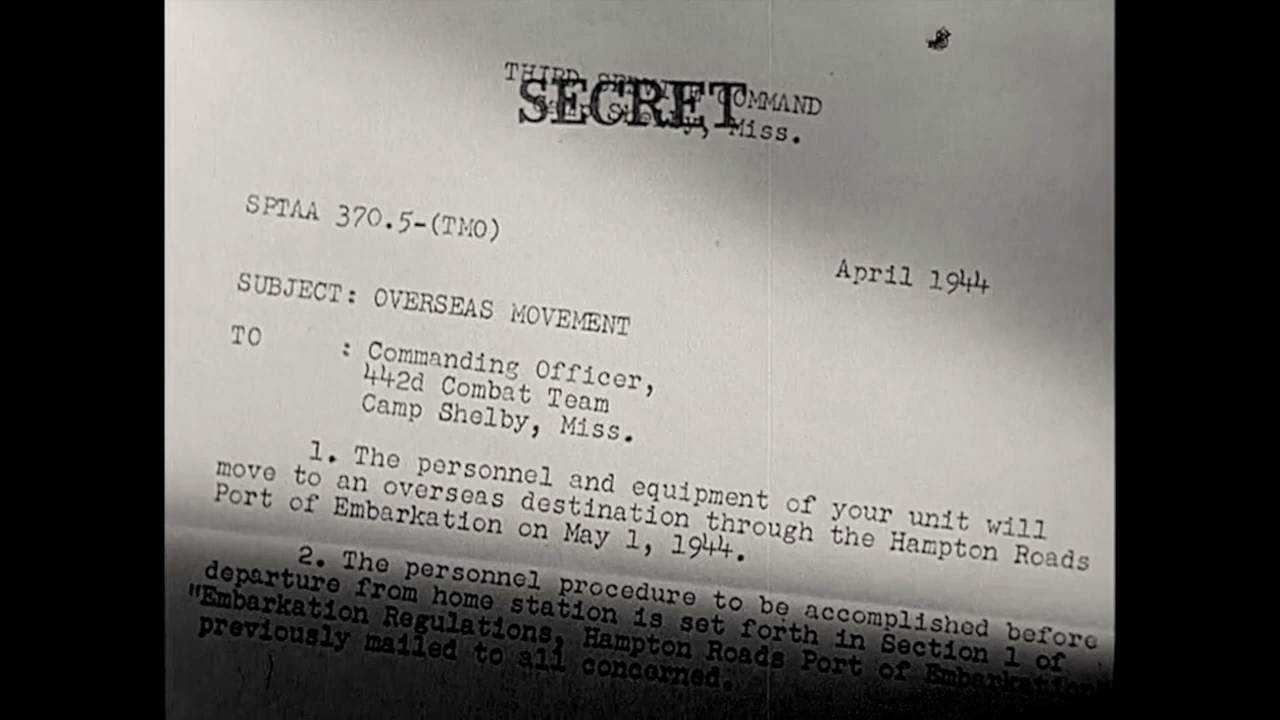 THIRD SERVICE COMMAND
SECRET
Camp Shelby, Miss.
SPTAA 370.5-(TMO)
April 1944
SUBJECT: OVERSEAS MOVEMENT
TO : Commanding Officer,
442d Combat Team
Camp Shelby, Miss.
1. The personnel and equipment of your unit will
move to an overseas destination through the Hampton Roads
Port of Embarkation on May 1, 1944.
2. The personnel procedure to be accomplished before
departure from home station is set forth in Section 1 of
"Embarkation Regulations, Hampton Roads Port of Embarkation"
previously mailed to all concerned.